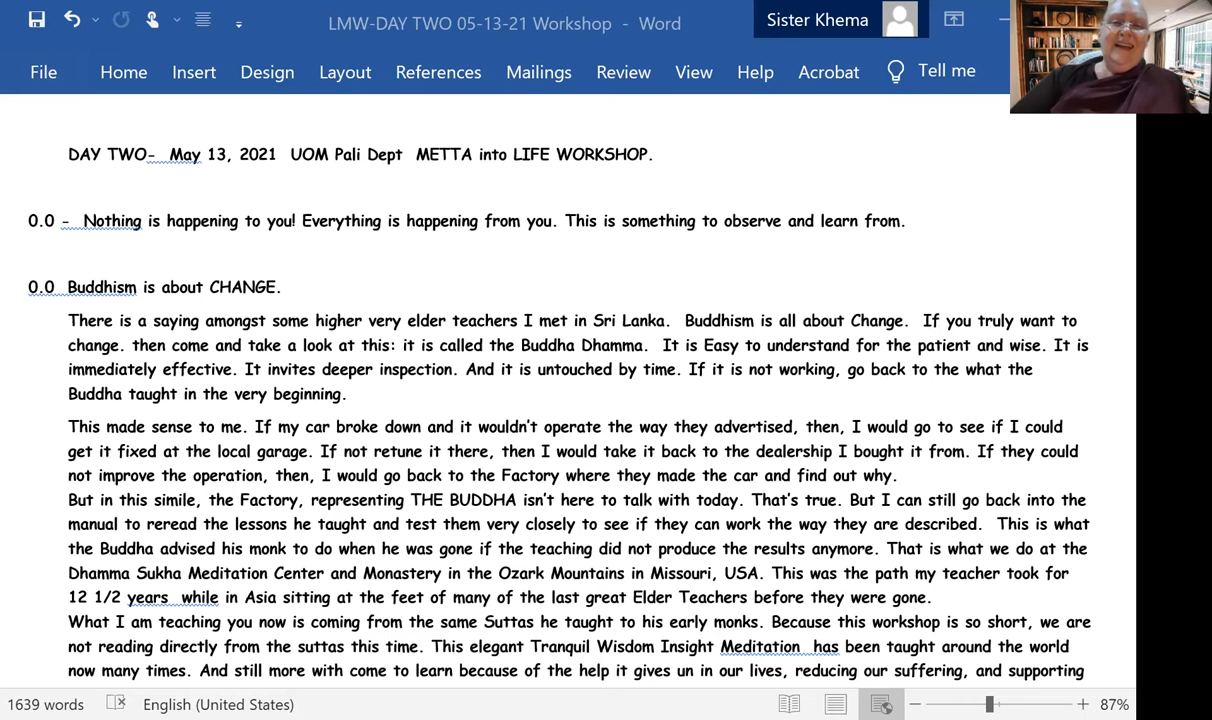 LMW-DAY TWO 05-13-21 Workshop - Word
Sister Khema
File Home Insert Design Layout References Mailings Review View Help Acrobat Tell me
DAY TWO- May 13, 2021 UOM Pali Dept METTA into LIFE WORKSHOP.
0.0 - Nothing is happening to you! Everything is happening from you. This is something to observe and learn from.
0.0 Buddhism is about CHANGE.
There is a saying amongst some higher very elder teachers I met in Sri Lanka. Buddhism is all about Change. If you truly want to
change. then come and take a look at this: it is called the Buddha Dhamma. It is Easy to understand for the patient and wise. It is
immediately effective. It invites deeper inspection. And it is untouched by time. If it is not working, go back to the what the
Buddha taught in the very beginning.
This made sense to me. If my car broke down and it wouldn't operate the way they advertised, then, I would go to see if I could
get it fixed at the local garage. If not retune it there, then I would take it back to the dealership I bought it from. If they could
not improve the operation, then, I would go back to the Factory where they made the car and find out why.
But in this simile, the Factory, representing THE BUDDHA isn't here to talk with today. That's true. But I can still go back into the
manual to reread the lessons he taught and test them very closely to see if they can work the way they are described. This is what
the Buddha advised his monk to do when he was gone if the teaching did not produce the results anymore. That is what we do at the
Dhamma Sukha Meditation Center and Monastery in the Ozark Mountains in Missouri, USA. This was the path my teacher took for
12 1/2 years while in Asia sitting at the feet of many of the last great Elder Teachers before they were gone.
What I am teaching you now is coming from the same Suttas he taught to his early monks. Because this workshop is so short, we are
not reading directly from the suttas this time. This elegant Tranquil Wisdom Insight Meditation has been taught around the world
now many times. And still more with come to learn because of the help it gives un in our lives, reducing our suffering, and supporting
1639 words English (United States) 87%